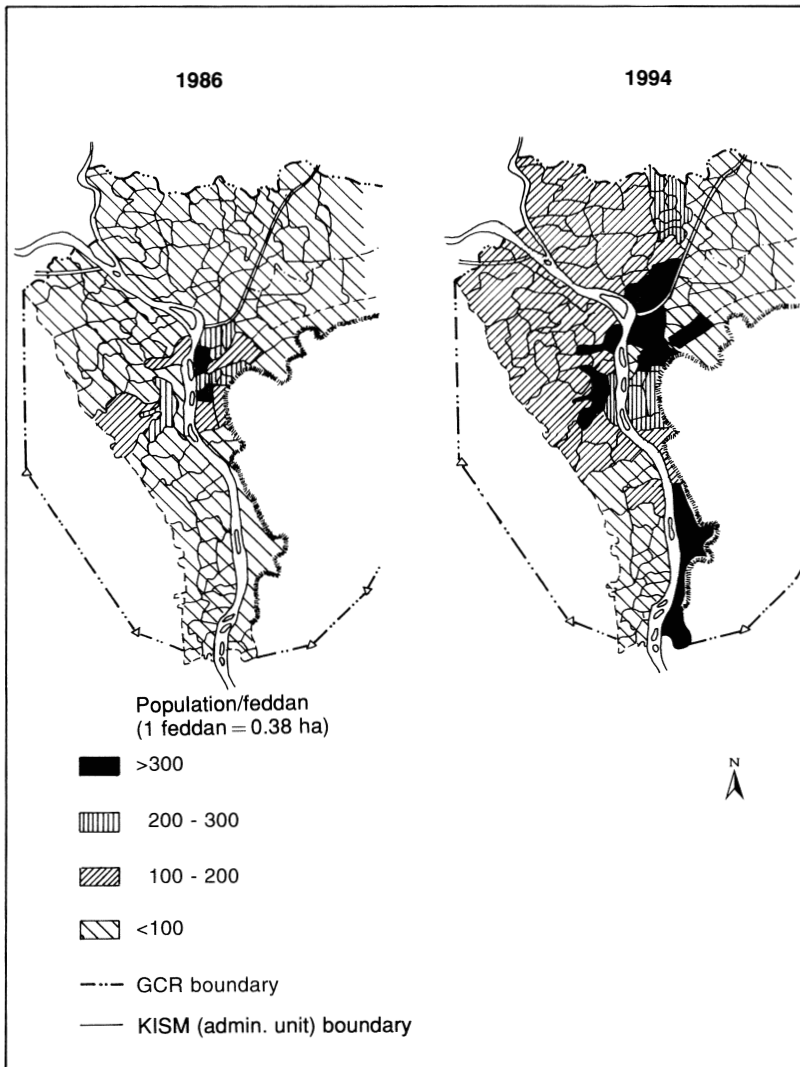 1986
1994
Population/feddan
(1 feddan = 0.38 ha)
>300
200 - 300
100 - 200
<100
GCR boundary
KISM (admin. unit) boundary
N